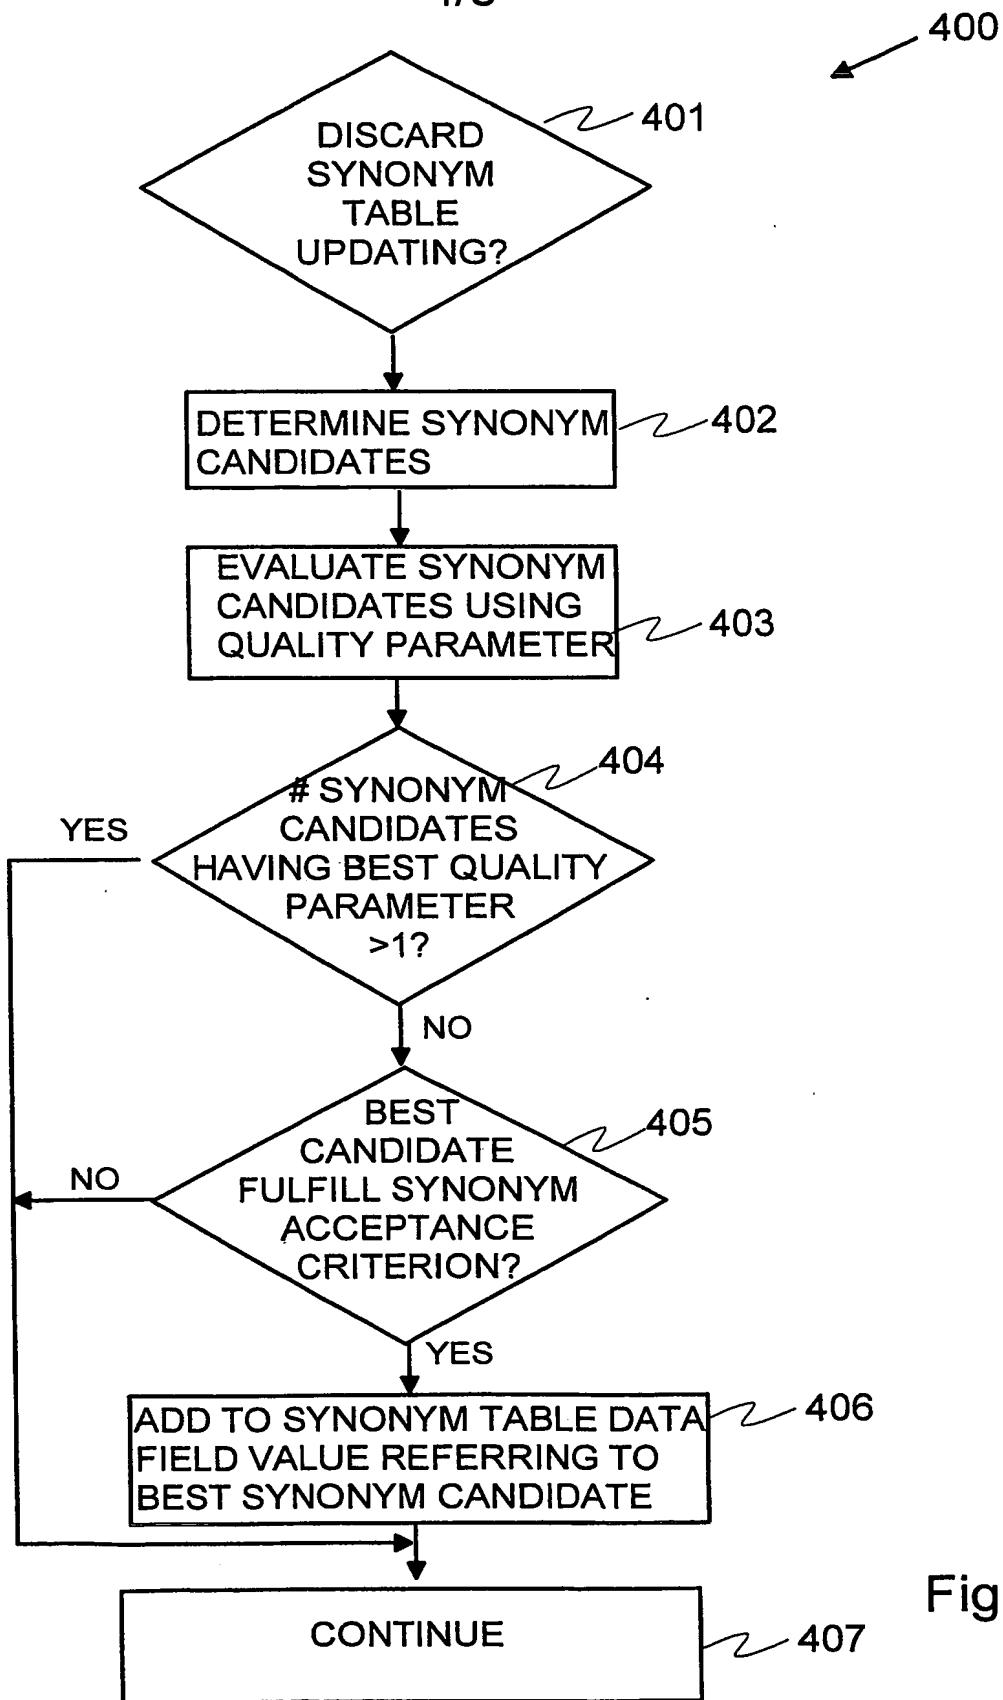 400
DISCARD
SYNONYM
TABLE
UPDATING?
401
DETERMINE SYNONYM
CANDIDATES
402
EVALUATE SYNONYM
CANDIDATES USING
QUALITY PARAMETER
403
# SYNONYM
CANDIDATES
HAVING BEST QUALITY
PARAMETER
>1?
404
YES
NO
BEST
CANDIDATE
FULFILL SYNONYM
ACCEPTANCE
CRITERION?
405
NO
YES
ADD TO SYNONYM TABLE DATA
FIELD VALUE REFERRING TO
BEST SYNONYM CANDIDATE
406
CONTINUE
407
Fig